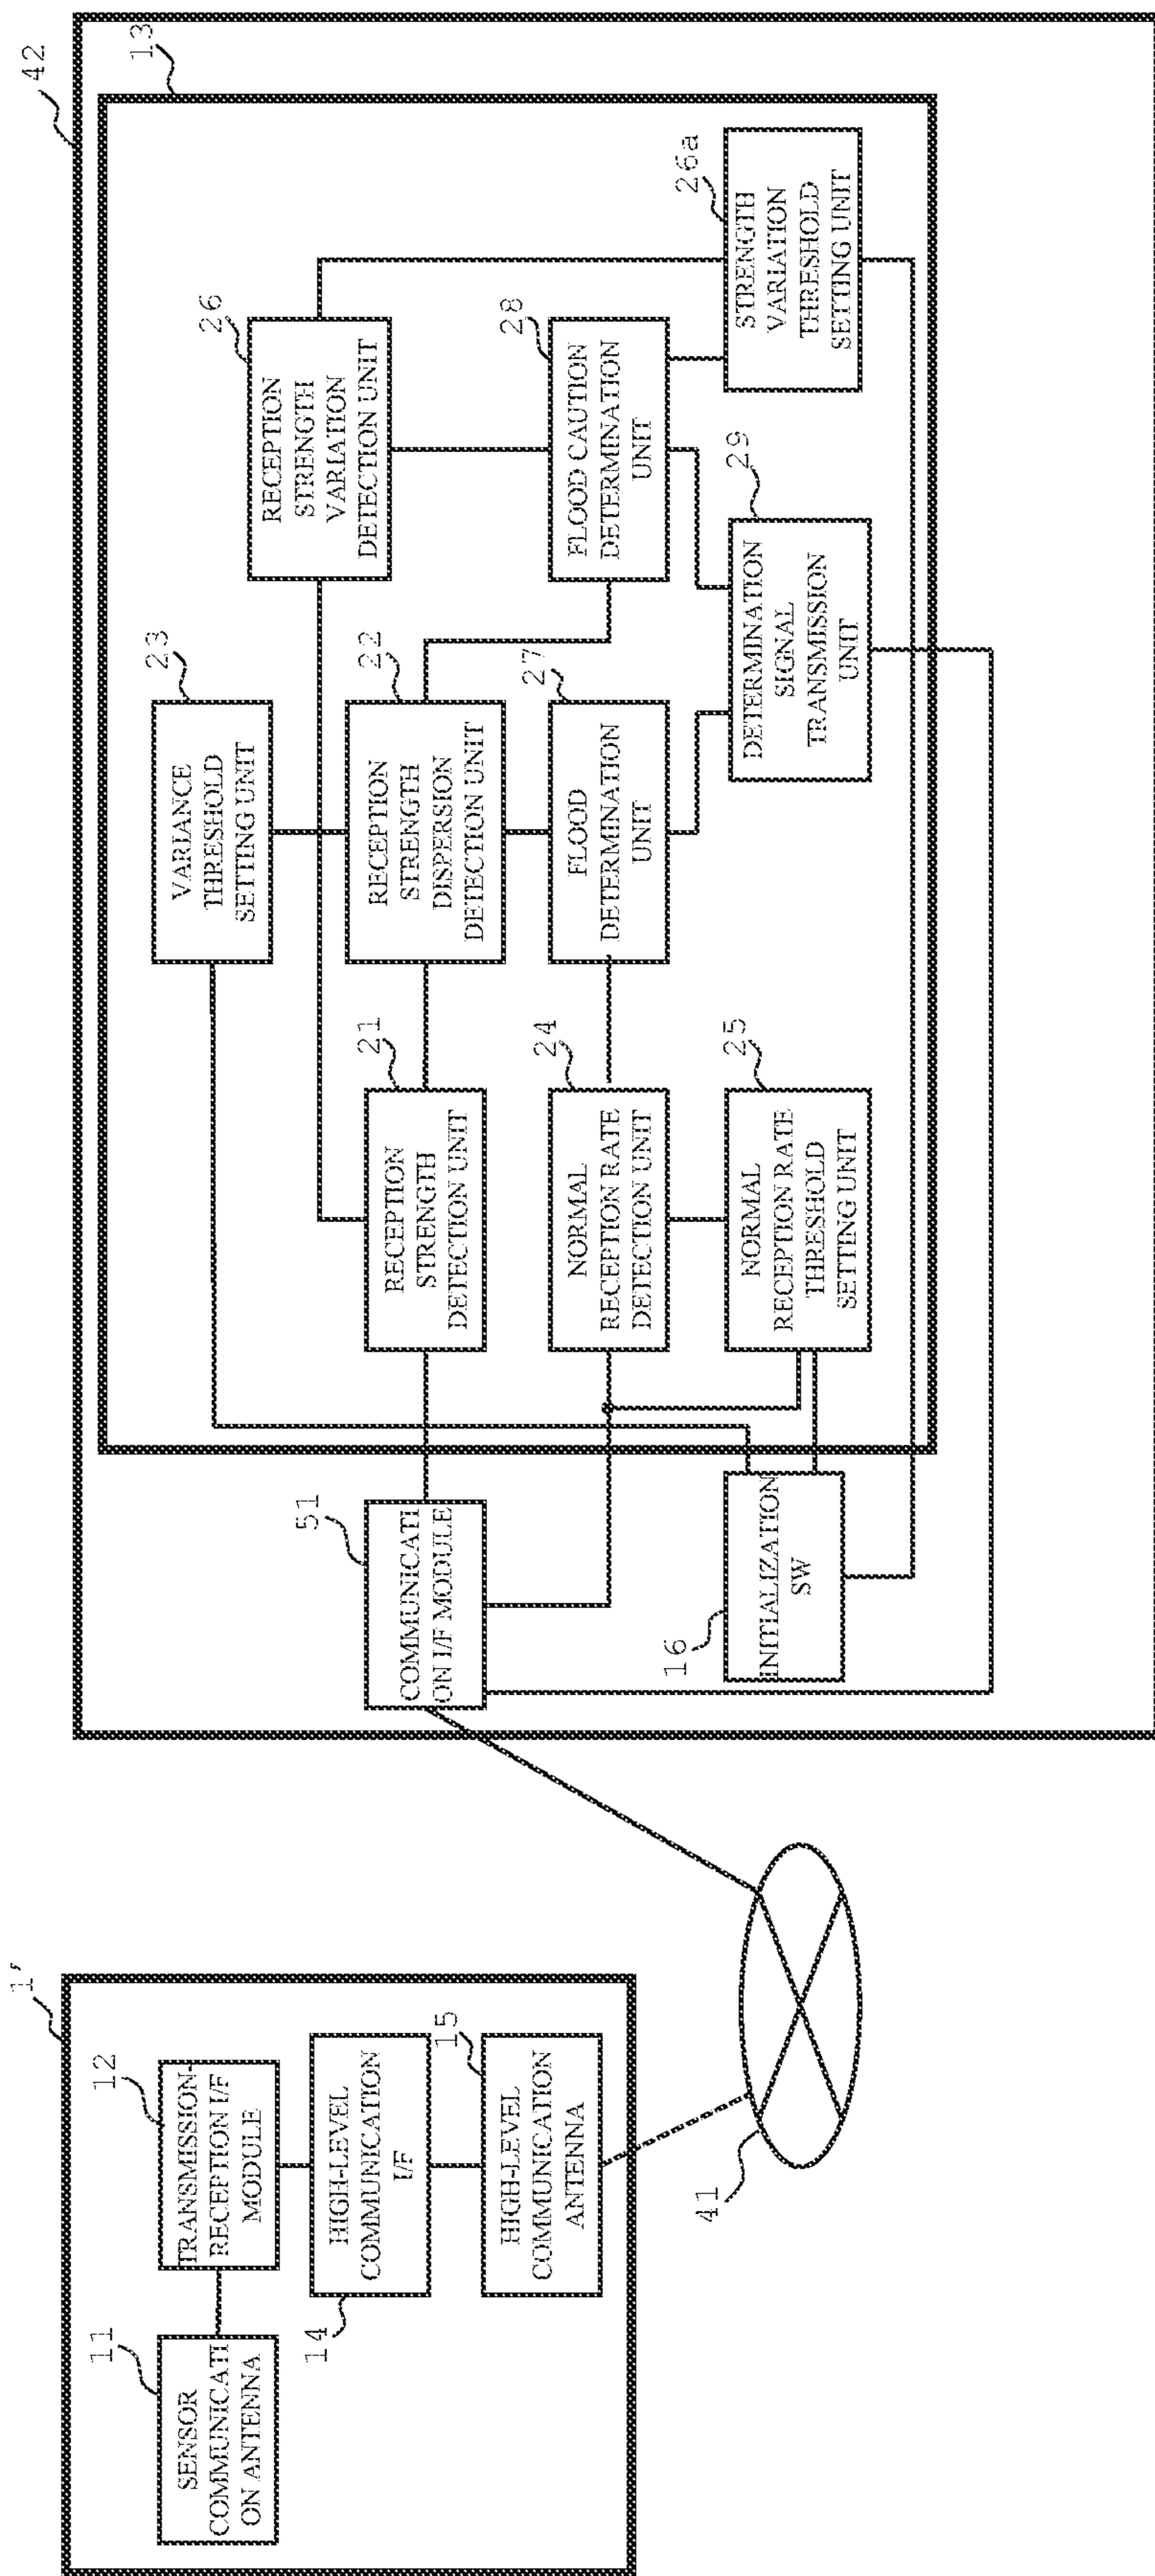 1'
11
SENSOR
COMMUNICATI
ON ANTENNA
12
TRANSMISSION-
RECEPTION I/F
MODULE
14
HIGH-LEVEL
COMMUNICATION
I/F
15
HIGH-LEVEL
COMMUNICATION
ANTENNA
41
42
51
COMMUNICATI
ON I/F MODULE
16
INITIALIZATION
SW
13
21
RECEPTION
STRENGTH
DETECTION UNIT
24
NORMAL
RECEPTION RATE
DETECTION UNIT
25
NORMAL
RECEPTION RATE
THRESHOLD
SETTING UNIT
23
VARIANCE
THRESHOLD
SETTING UNIT
22
RECEPTION
STRENGTH
DISPERSION
DETECTION UNIT
27
FLOOD
DETERMINATION
UNIT
29
DETERMINATION
SIGNAL
TRANSMISSION
UNIT
26
RECEPTION
STRENGTH
VARIATION
DETECTION UNIT
28
FLOOD CAUTION
DETERMINATION
UNIT
26a
STRENGTH
VARIATION
THRESHOLD
SETTING UNIT